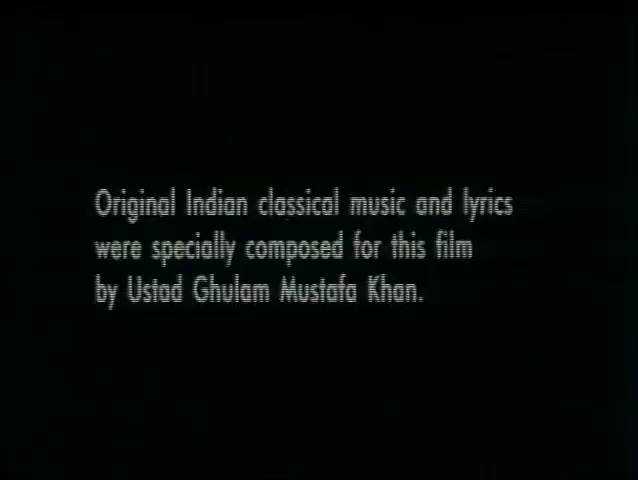 Original Indian classical music and lyrics
were specially composed for this film
by Ustad Ghulam Mustafa Khan.